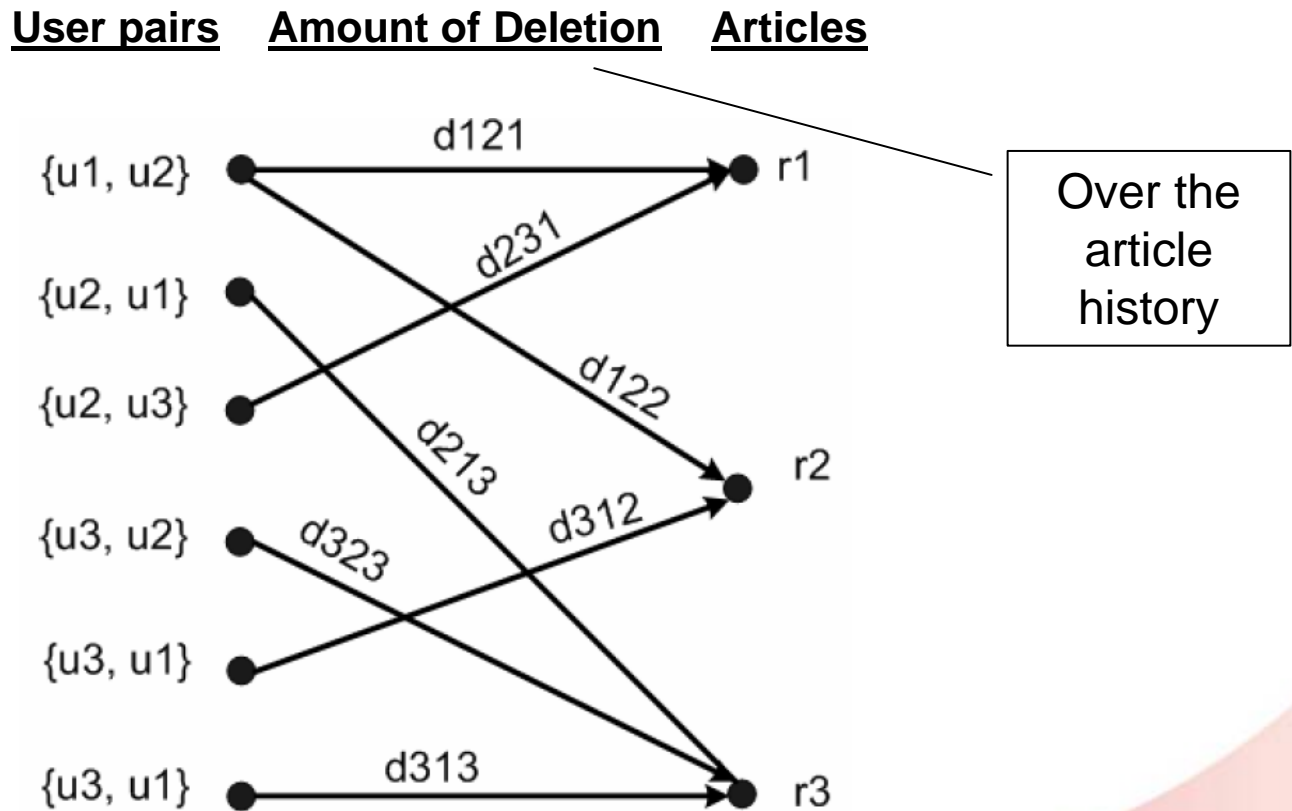 User pairs Amount of Deletion Articles
{u1, u2} d121 r1
Over the
article
history
d231
{u2, u1}
{u2, u3}
d122
d213
r2
d312
{u3, u2}
d323
{u3, u1}
{u3, u1} d313 r3